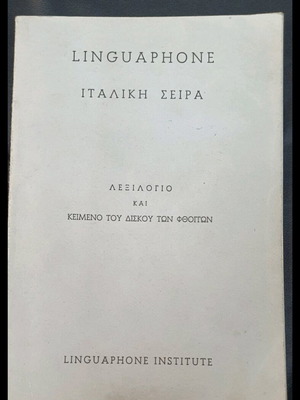 LINGUAPHONE
ΙΤΑΛΙΚΗ ΣΕΙΡΑ
ΛΕΞΙΛΟΓΙΟ
ΚΑΙ
ΚΕΙΜΕΝΟ ΤΟΥ ΔΙΣΚΟΥ ΤΩΝ ΦΘΟΓΓΩΝ
LINGUAPHONE INSTITUTE